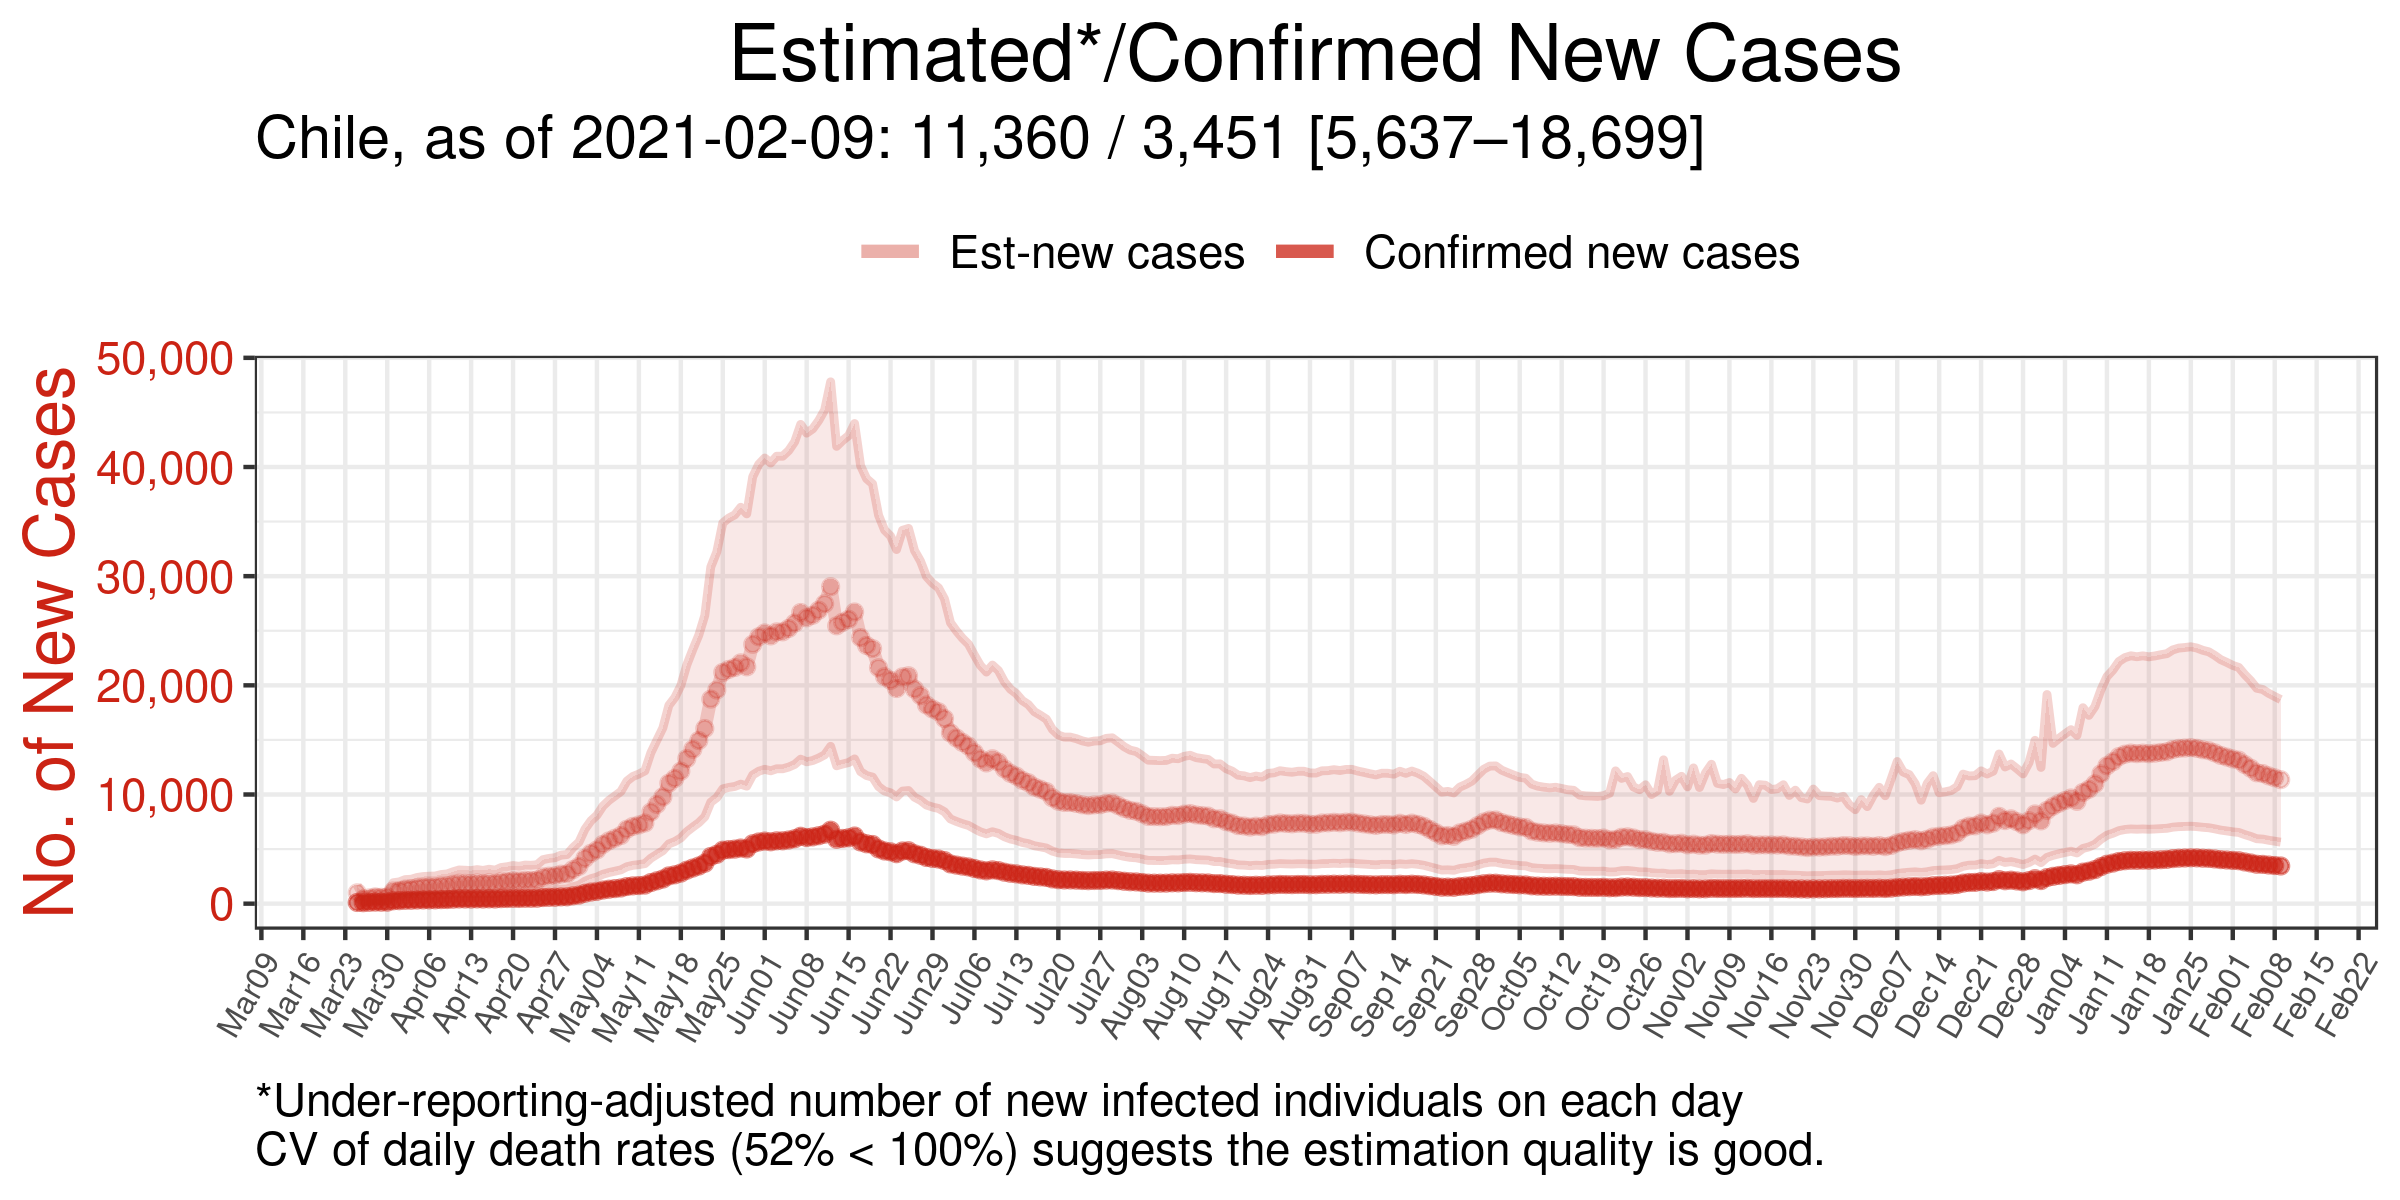 Estimated*/Confirmed New Cases
Chile, as of 2021-02-09: 11,360 / 3,451 [5,637–18,699]
Est-new cases Confirmed new cases
No. of New Cases
50,000
40,000
30,000
20,000
10,000
0
Mar09 Mar16 Mar23 Mar30 Apr06 Apr13 Apr20 Apr27 May04 May11 May18 May25 Jun01 Jun08 Jun15 Jun22 Jun29 Jul06 Jul13 Jul20 Jul27 Aug03 Aug10 Aug17 Aug24 Aug31 Sep07 Sep14 Sep21 Sep28 Oct05 Oct12 Oct19 Oct26 Nov02 Nov09 Nov16 Nov23 Nov30 Dec07 Dec14 Dec21 Dec28 Jan04 Jan11 Jan18 Jan25 Feb01 Feb08 Feb15 Feb22
*Under-reporting-adjusted number of new infected individuals on each day
CV of daily death rates (52% < 100%) suggests the estimation quality is good.